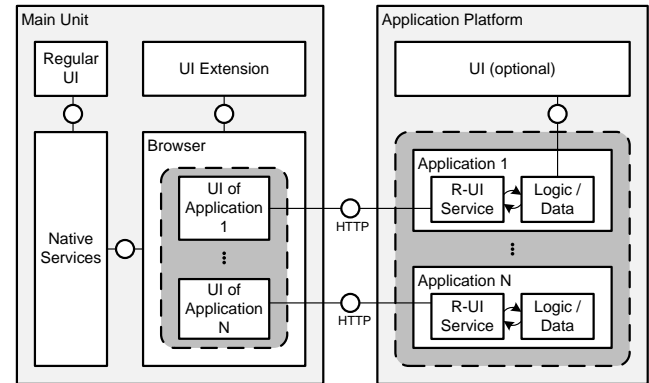 Main Unit
Regular
UI
UI Extension
Native
Services
Browser
UI of
Application
1
⋮
UI of
Application
N
HTTP
HTTP
Application Platform
UI (optional)
Application 1
R-UI
Service
Logic /
Data
⋮
Application N
R-UI
Service
Logic /
Data